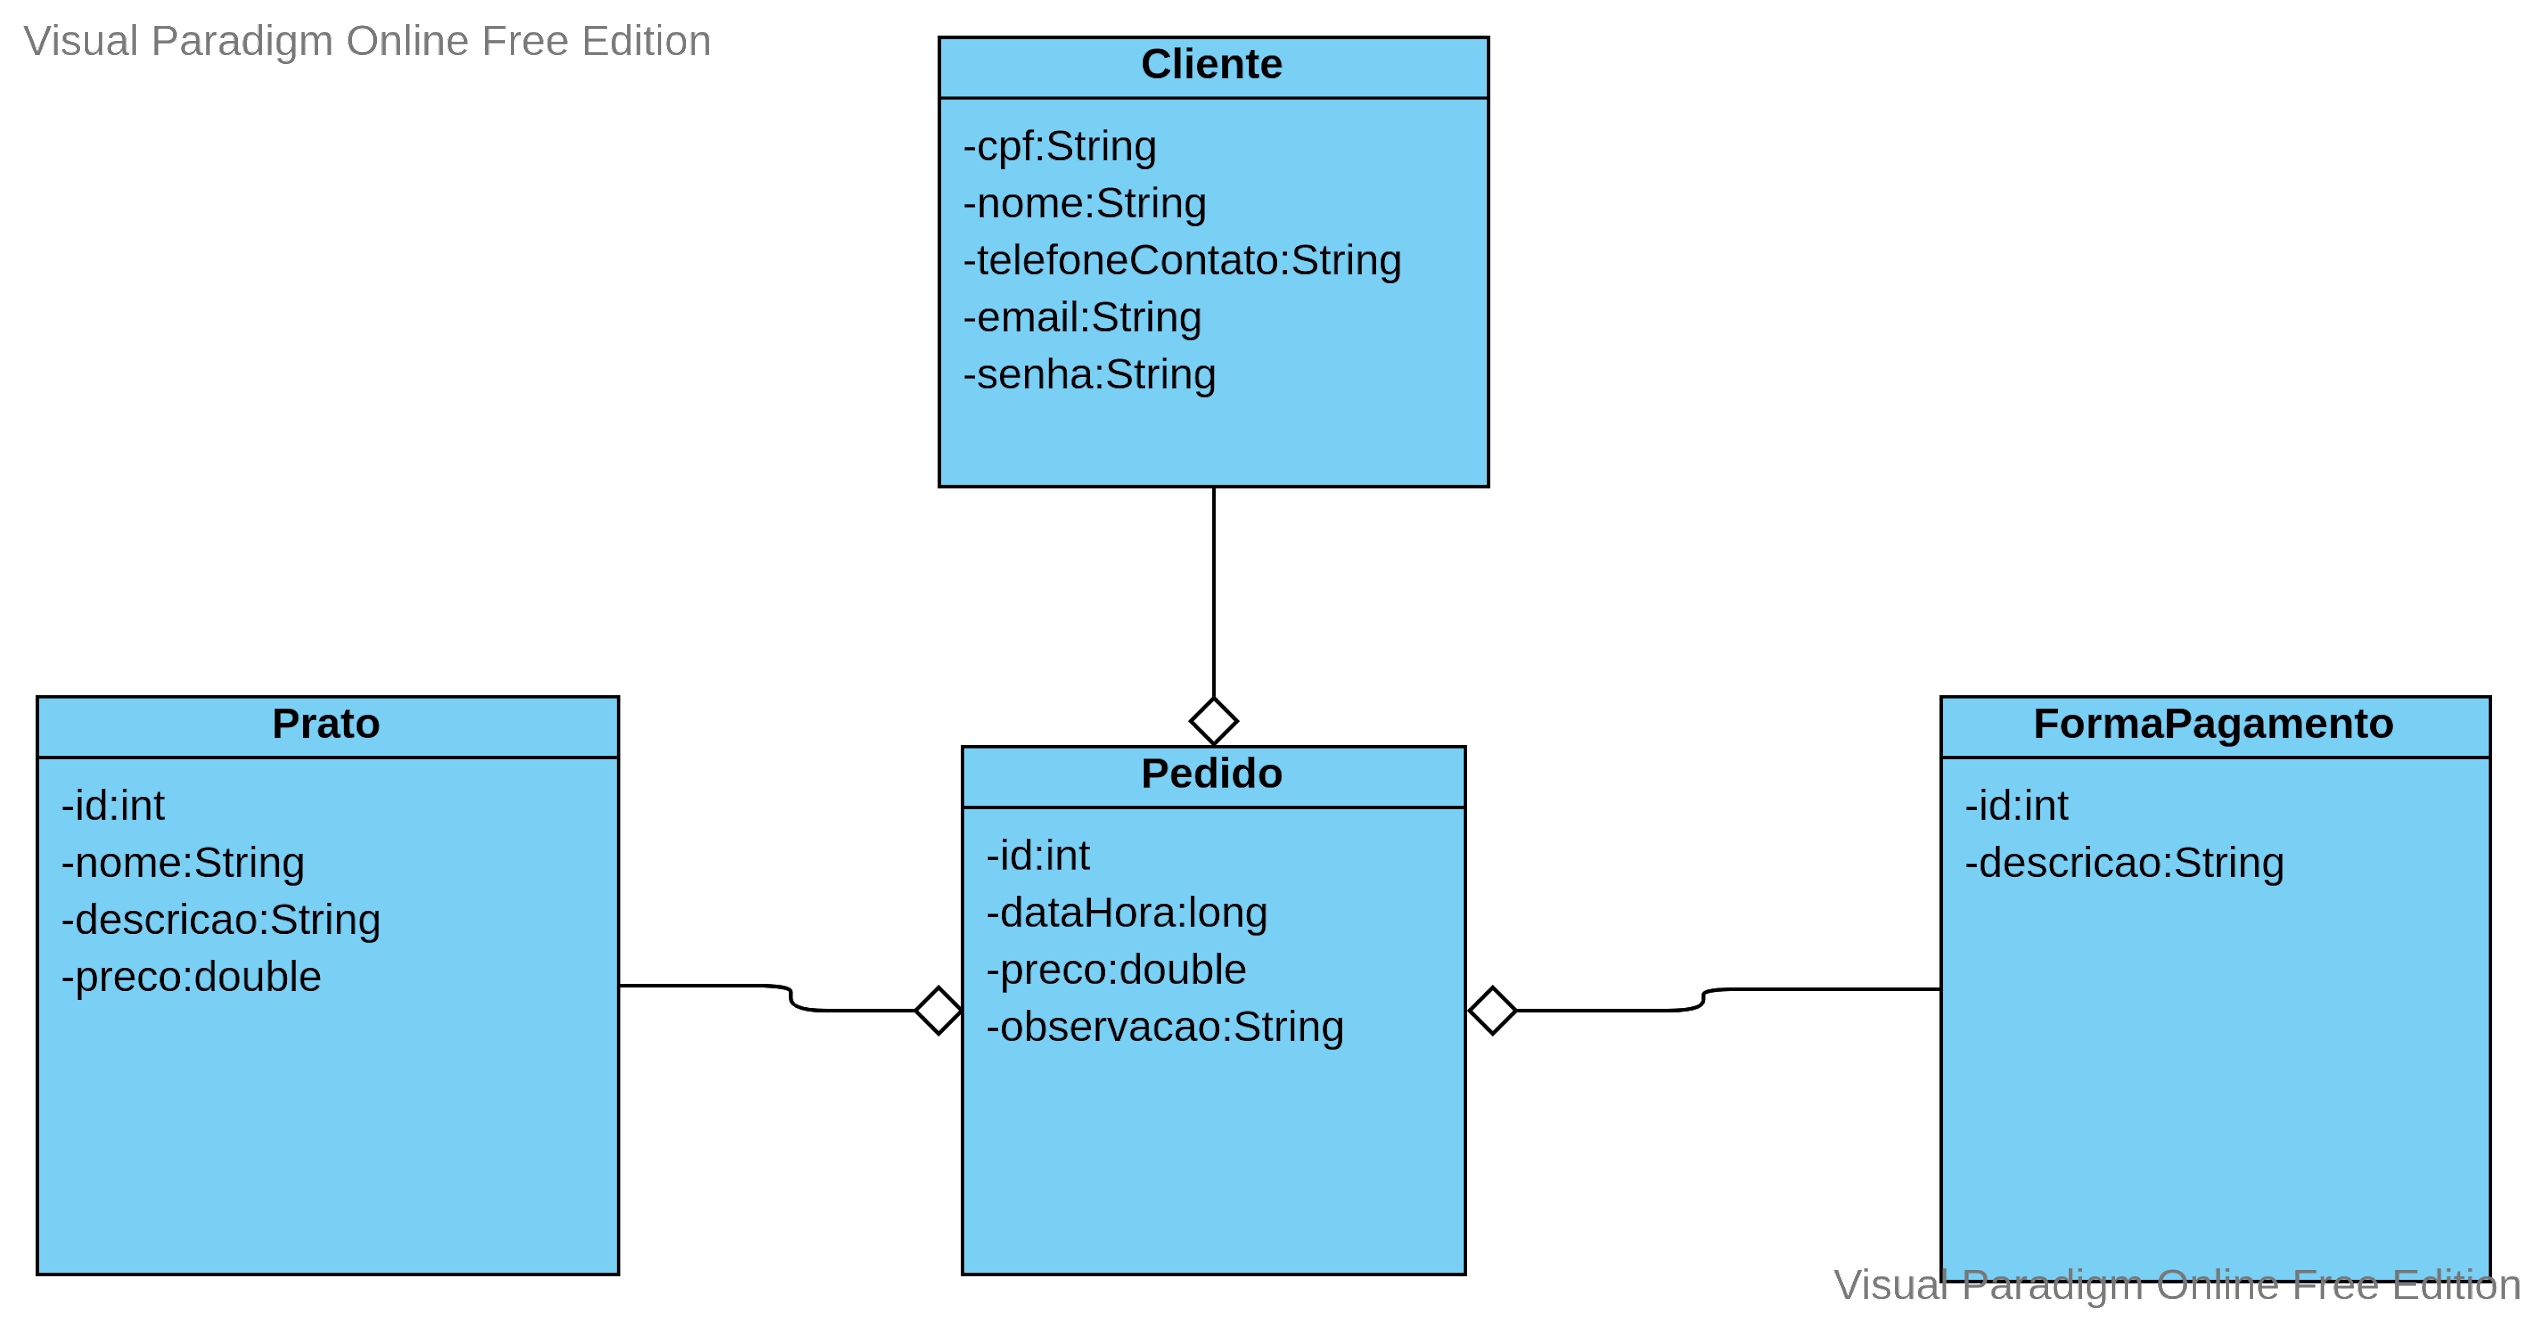 Visual Paradigm Online Free Edition
Cliente
-cpf:String
-nome:String
-telefoneContato:String
-email:String
-senha:String
Prato
-id:int
-nome:String
-descricao:String
-preco:double
Pedido
-id:int
-dataHora:long
-preco:double
-observacao:String
FormaPagamento
-id:int
-descricao:String
Visual Paradigm Online Free Edition